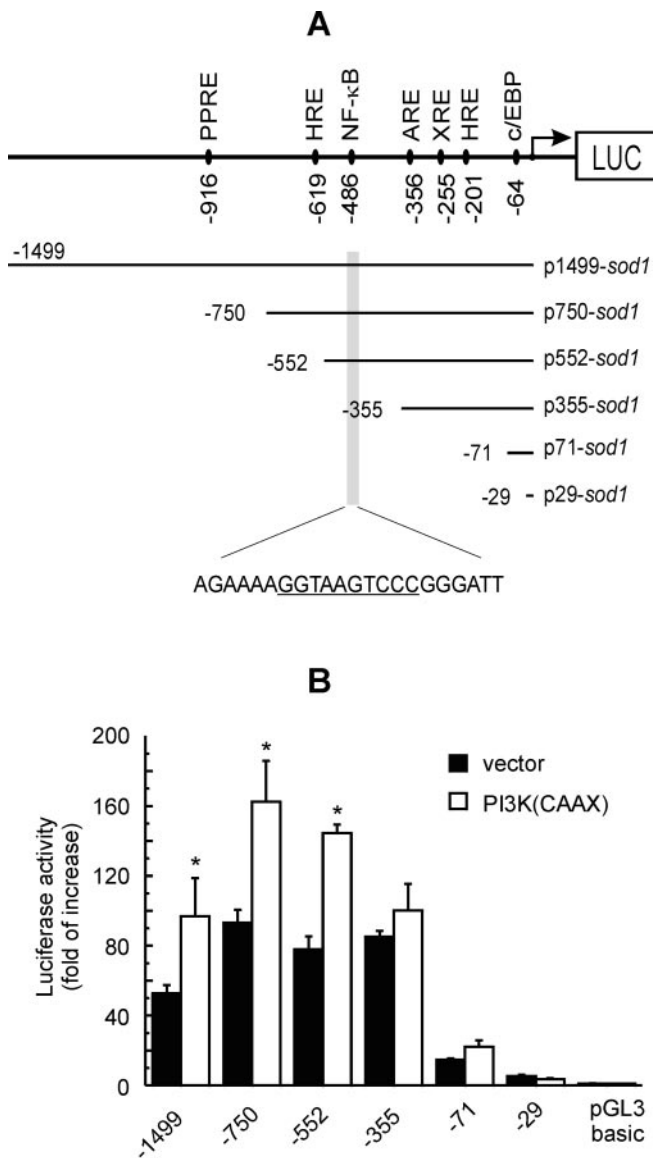 A
PPRE HRE NF-κB ARE XRE HRE c/EBP
LUC
-916 -619 -486 -356 -255 -201 -64
-1499
p1499-sod1
-750 p750-sod1
-552 p552-sod1
-355 p355-sod1
-71 p71-sod1
-29 p29-sod1
AGAAAAGGTAAGTCCCGGGATT
B
Luciferase activity
(fold of increase)
200
160
120
80
40
0
* * *
vector
PI3K(CAAX)
-1499 -750 -552 -355 -71 -29 pGL3
basic